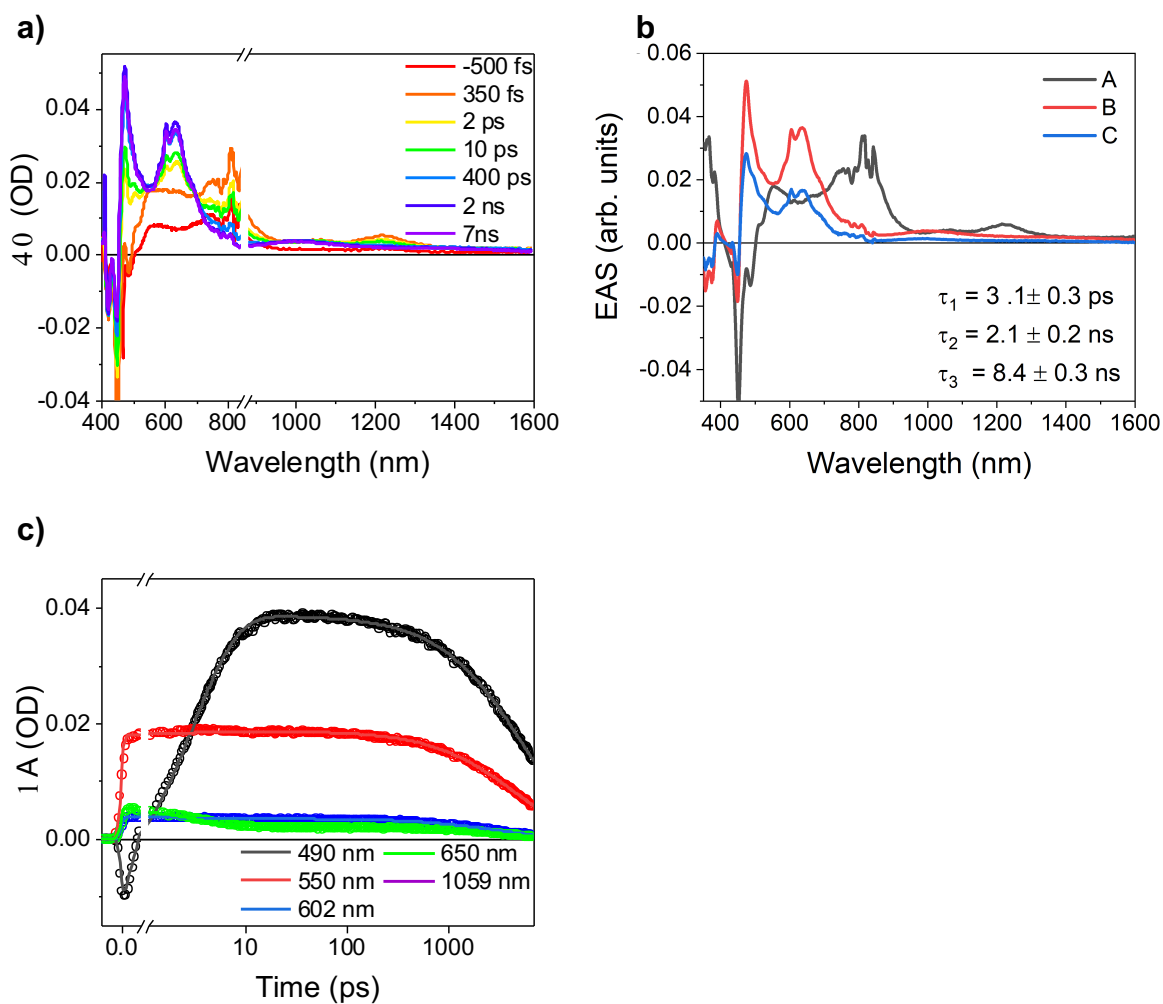 a)
0.04
0.02
0.00
-0.02
-0.04
40 (OD)
-500 fs
350 fs
2 ps
10 ps
400 ps
2 ns
7ns
400 600 800 1000 1200 1400 1600
Wavelength (nm)
b
0.06
0.04
0.02
0.00
-0.02
-0.04
EAS (arb. units)
A
B
C
τ1 = 3 .1± 0.3 ps
τ2 = 2.1 ± 0.2 ns
τ3 = 8.4 ± 0.3 ns
400 600 800 1000 1200 1400 1600
Wavelength (nm)
c)
0.04
0.02
0.00
1 A (OD)
490 nm
550 nm
602 nm
650 nm
1059 nm
0.0 10 100 1000
Time (ps)